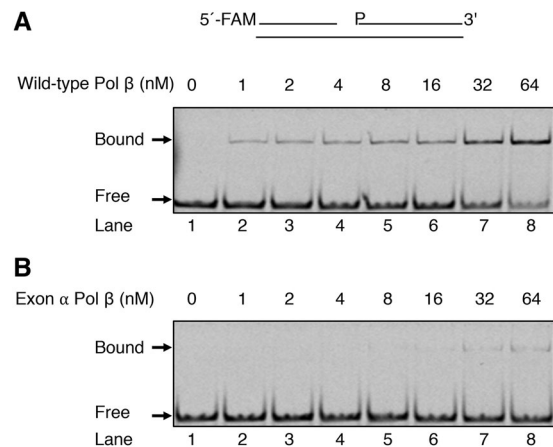 A
5´-FAM P 3'
Wild-type Pol β (nM) 0 1 2 4 8 16 32 64
Bound
Free
Lane 1 2 3 4 5 6 7 8
B
Exon α Pol β (nM) 0 1 2 4 8 16 32 64
Bound
Free
Lane 1 2 3 4 5 6 7 8